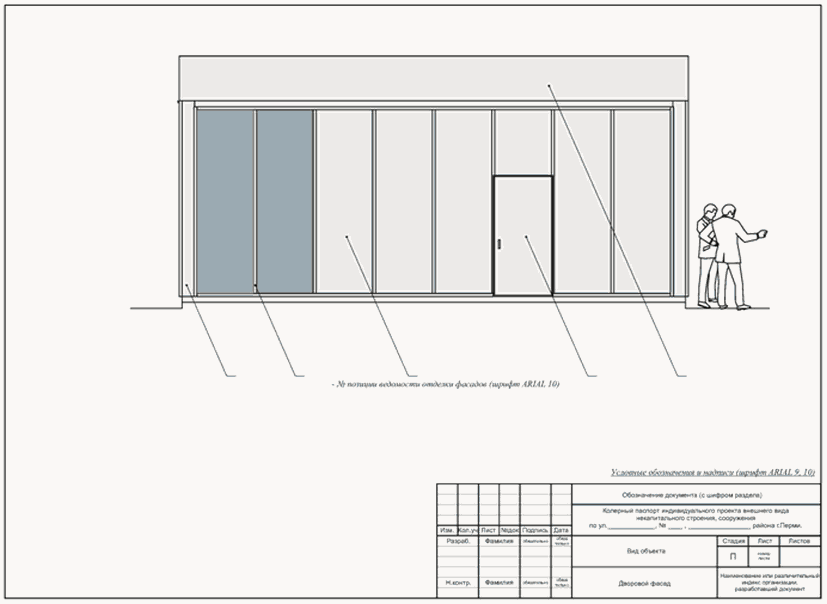 - № позиции ведомости отделки фасадов (шрифт ARIAL 10)
Условные обозначения и надписи (шрифт ARIAL 9, 10)
Обозначение документа (с шифром раздела)
Колерный паспорт индивидуального проекта внешнего вида
некапитального строения, сооружения
по ул. ____________, № ____ , ________________ района г.Перми.
Изм. Кол.уч Лист №док Подпись Дата
Разраб. Фамилия
Вид объекта
Стадия Лист Листов
П
Н.контр. Фамилия
Дворовой фасад
Наименование или различительный
индекс организации,
разработавшей документ